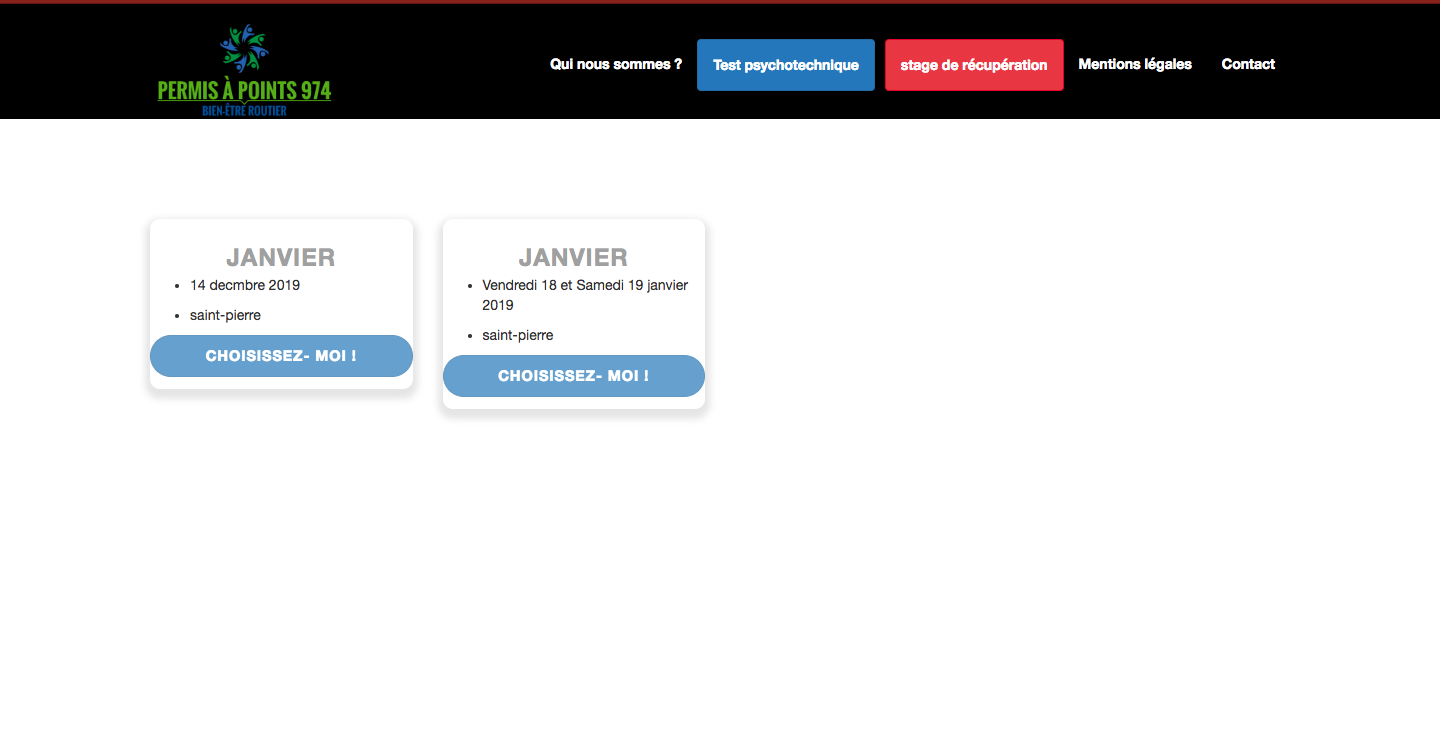 PERMIS À POINTS 974
BIEN-ÊTRE ROUTIER
Qui nous sommes ?
Test psychotechnique
stage de récupération
Mentions légales
Contact
JANVIER
14 decmbre 2019
saint-pierre
CHOISISSEZ- MOI !
JANVIER
Vendredi 18 et Samedi 19 janvier
2019
saint-pierre
CHOISISSEZ- MOI !